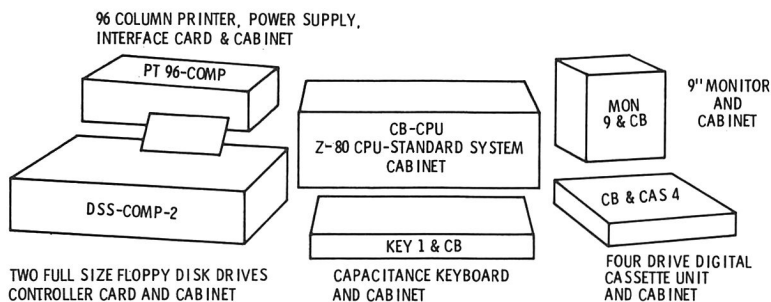 96 COLUMN PRINTER, POWER SUPPLY,
INTERFACE CARD & CABINET
PT 96-COMP
DSS-COMP-2
TWO FULL SIZE FLOPPY DISK DRIVES
CONTROLLER CARD AND CABINET
CB-CPU
Z-80 CPU-STANDARD SYSTEM
CABINET
KEY 1 & CB
CAPACITANCE KEYBOARD
AND CABINET
MON
9 & CB
9" MONITOR
AND
CABINET
CB & CAS 4
FOUR DRIVE DIGITAL
CASSETTE UNIT
AND CABINET